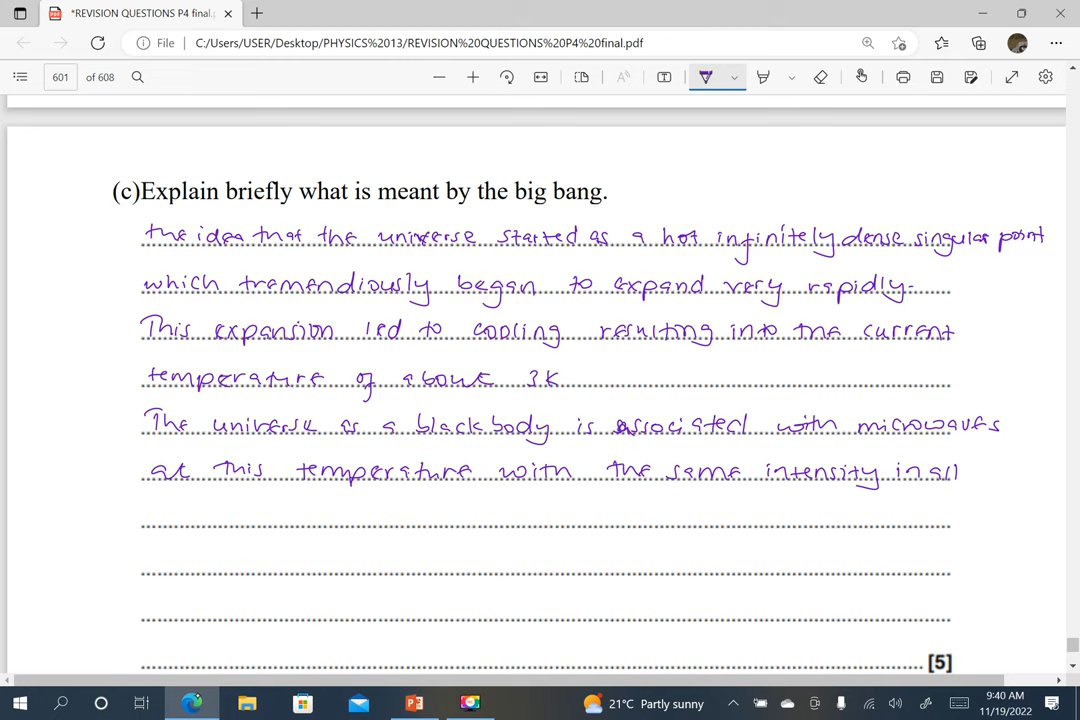 *REVISION QUESTIONS P4 final.
File
C:/Users/USER/Desktop/PHYSICS%2013/REVISION%20QUESTIONS%20P4%20final.pdf
601 of 608
(c)Explain briefly what is meant by the big bang.
the idea that the universe started as a hot infinitely dense singular point
which tremendiously began to expand very rapidly.
This expansion led to cooling resulting into the current
temperature of about 3K
The universe as a black body is associated with microwaves
at this temperature with the same intensity in all
[5]
21°C Partly sunny
9:40 AM
11/19/2022